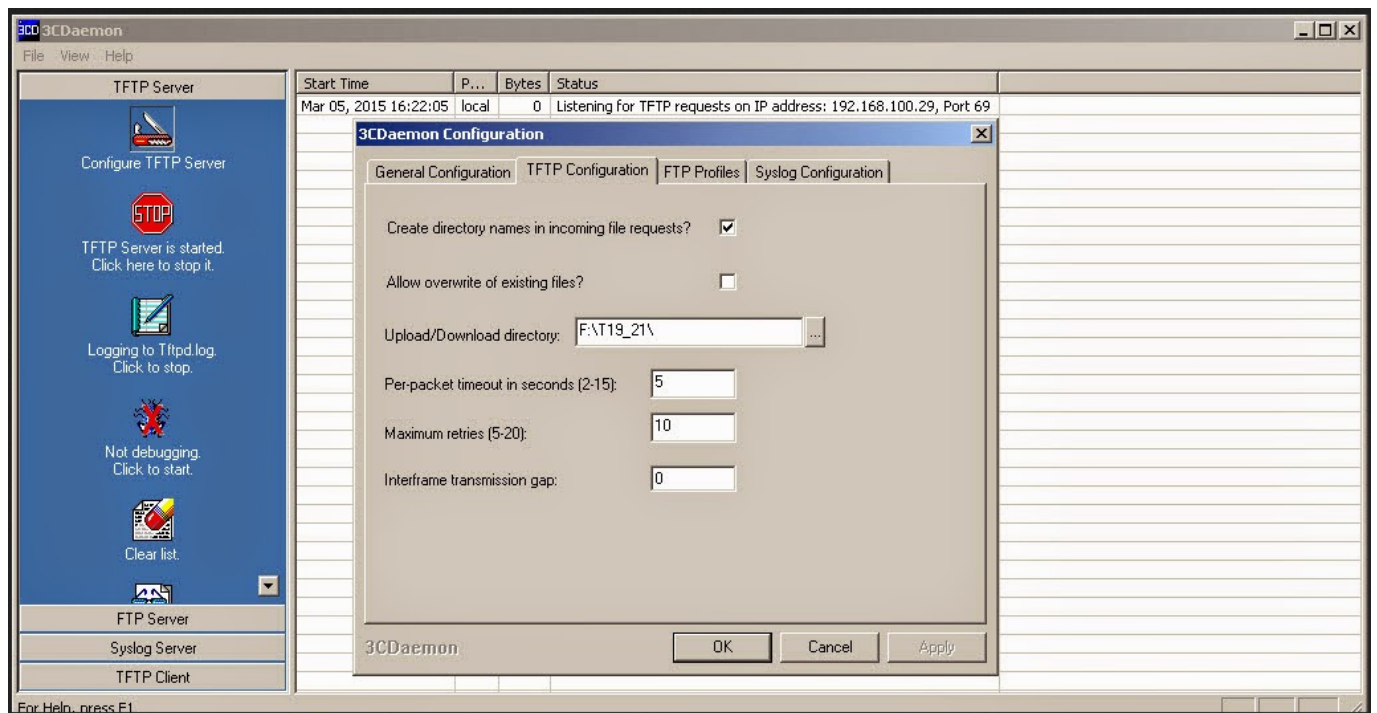 3CD 3CDaemon
File View Help
TFTP Server
Configure TFTP Server
STOP
TFTP Server is started.
Click here to stop it.
Logging to Tftpd.log.
Click to stop.
Not debugging.
Click to start.
Clear list.
FTP Server
Syslog Server
TFTP Client
Start Time P... Bytes Status
Mar 05, 2015 16:22:05 local 0 Listening for TFTP requests on IP address: 192.168.100.29, Port 69
3CDaemon Configuration
General Configuration TFTP Configuration FTP Profiles Syslog Configuration
Create directory names in incoming file requests?
Allow overwrite of existing files?
Upload/Download directory: F:\T19_21\ ...
Per-packet timeout in seconds (2-15): 5
Maximum retries (5-20): 10
Interframe transmission gap: 0
3CDaemon OK Cancel Apply
For Help, press F1